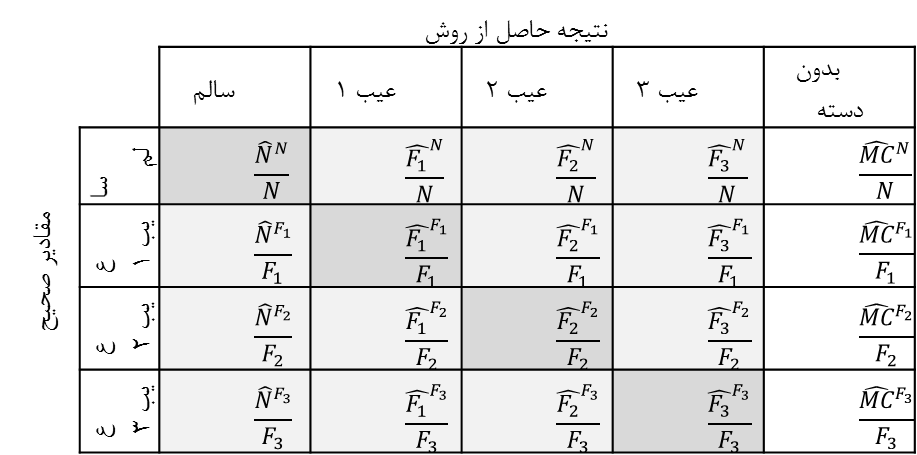 نتیجه حاصل از روش
سالم عیب ۱ عیب ۲ عیب ۳ بدون دسته
مقادیر صحیح
سالم $\frac{\widehat{N}^{N}}{N}$ $\frac{\widehat{F_1}^{N}}{N}$ $\frac{\widehat{F_2}^{N}}{N}$ $\frac{\widehat{F_3}^{N}}{N}$ $\frac{\widehat{MC}^{N}}{N}$
عیب ۱ $\frac{\widehat{N}^{F_1}}{F_1}$ $\frac{\widehat{F_1}^{F_1}}{F_1}$ $\frac{\widehat{F_2}^{F_1}}{F_1}$ $\frac{\widehat{F_3}^{F_1}}{F_1}$ $\frac{\widehat{MC}^{F_1}}{F_1}$
عیب ۲ $\frac{\widehat{N}^{F_2}}{F_2}$ $\frac{\widehat{F_1}^{F_2}}{F_2}$ $\frac{\widehat{F_2}^{F_2}}{F_2}$ $\frac{\widehat{F_3}^{F_2}}{F_2}$ $\frac{\widehat{MC}^{F_2}}{F_2}$
عیب ۳ $\frac{\widehat{N}^{F_3}}{F_3}$ $\frac{\widehat{F_1}^{F_3}}{F_3}$ $\frac{\widehat{F_2}^{F_3}}{F_3}$ $\frac{\widehat{F_3}^{F_3}}{F_3}$ $\frac{\widehat{MC}^{F_3}}{F_3}$